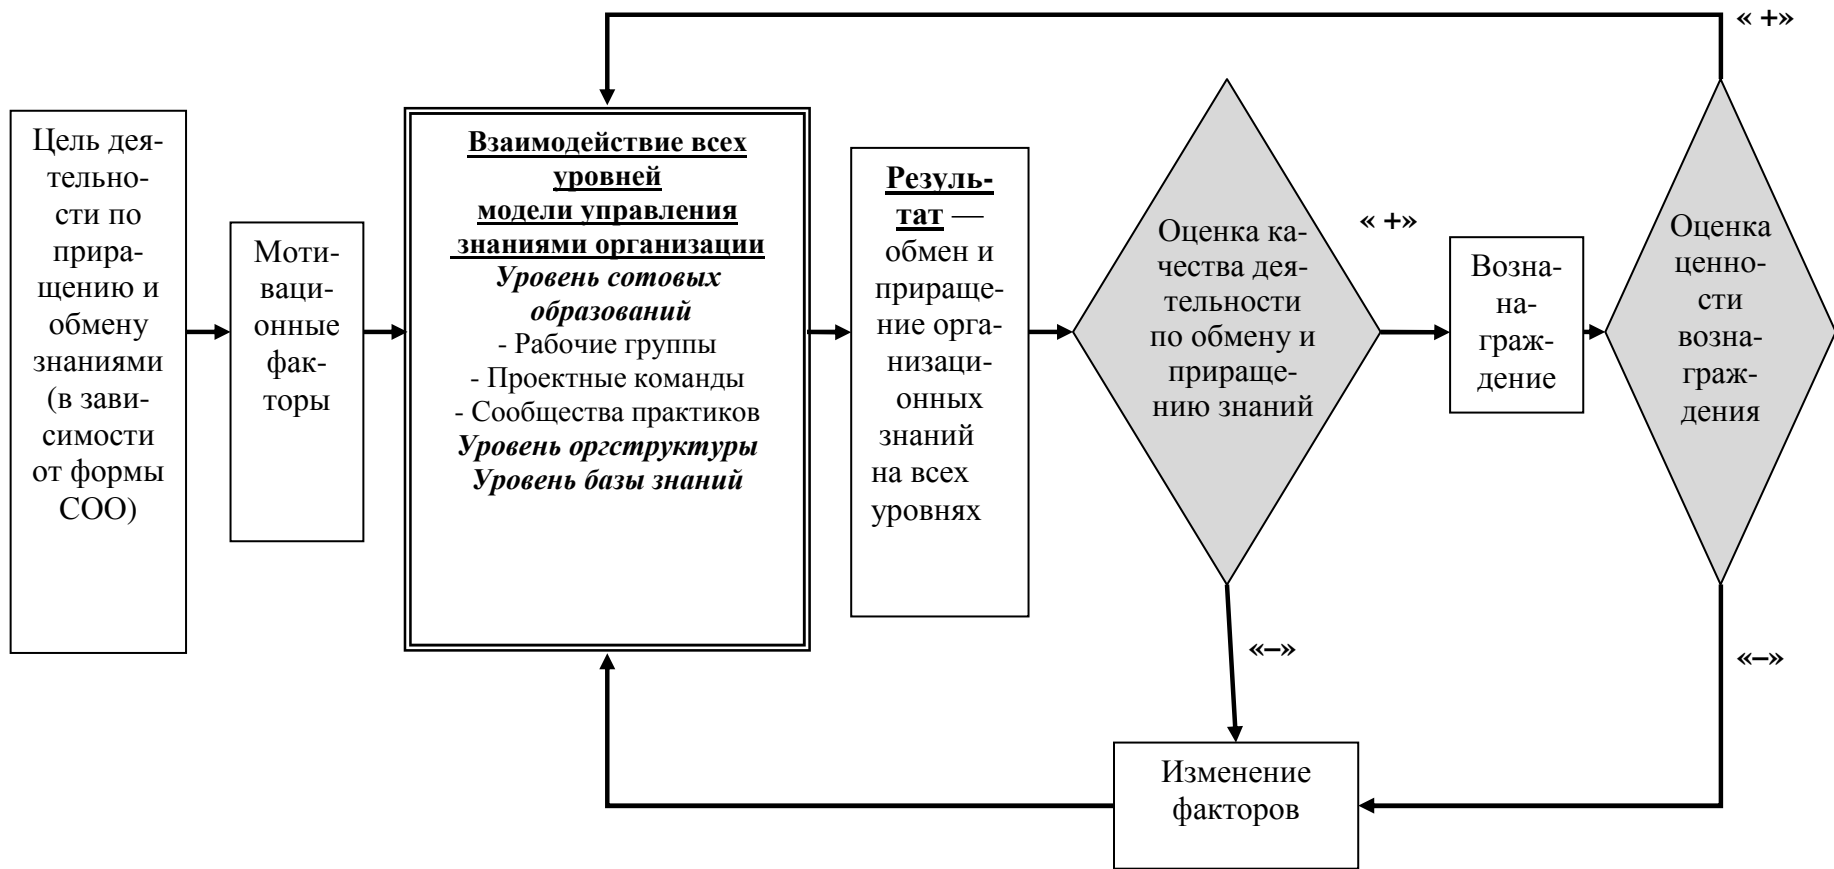 « +»
Цель дея-
тельно-
сти по
прира-
щению и
обмену
знаниями
(в зави-
симости
от формы
СОО)
Моти-
ваци-
онные
фак-
торы
Взаимодействие всех
уровней
модели управления
знаниями организации
Уровень сотовых
образований
- Рабочие группы
- Проектные команды
- Сообщества практиков
Уровень оргструктуры
Уровень базы знаний
Резуль-
тат —
обмен и
прираще-
ние орга-
низаци-
онных
знаний
на всех
уровнях
Оценка ка-
чества дея-
тельности
по обмену и
прираще-
нию знаний
« +»
Возна-
на-
граж-
дение
Оценка
ценно-
сти
возна-
граж-
дения
«–»
«–»
Изменение
факторов